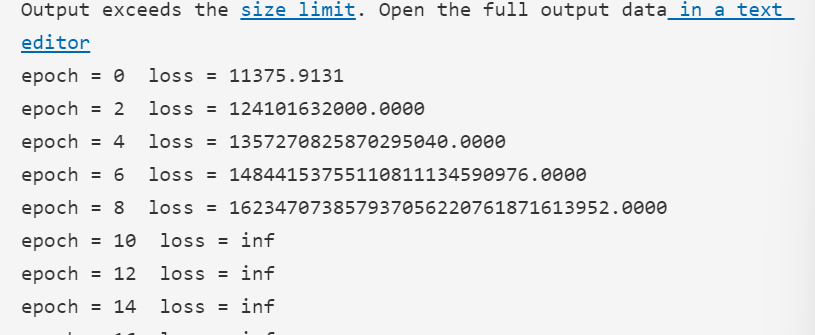 Output exceeds the size limit. Open the full output data in a text
editor
epoch = 0  loss = 11375.9131
epoch = 2  loss = 124101632000.0000
epoch = 4  loss = 1357270825870295040.0000
epoch = 6  loss = 14844153755110811134590976.0000
epoch = 8  loss = 162347073857937056220761871613952.0000
epoch = 10  loss = inf
epoch = 12  loss = inf
epoch = 14  loss = inf